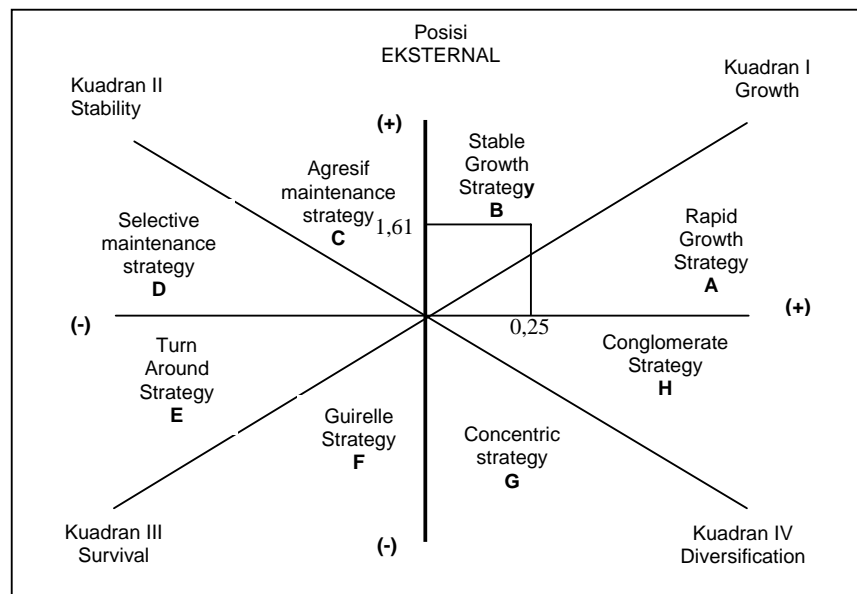 Posisi
EKSTERNAL
Kuadran II
Stability
Kuadran I
Growth
(+)
Agresif
maintenance
strategy
C
Stable
Growth
Strategy
B
1,61
Selective
maintenance
strategy
D
Rapid
Growth
Strategy
A
(-)
0,25
(+)
Turn
Around
Strategy
E
Conglomerate
Strategy
H
Guirelle
Strategy
F
Concentric
strategy
G
Kuadran III
Survival
(-)
Kuadran IV
Diversification